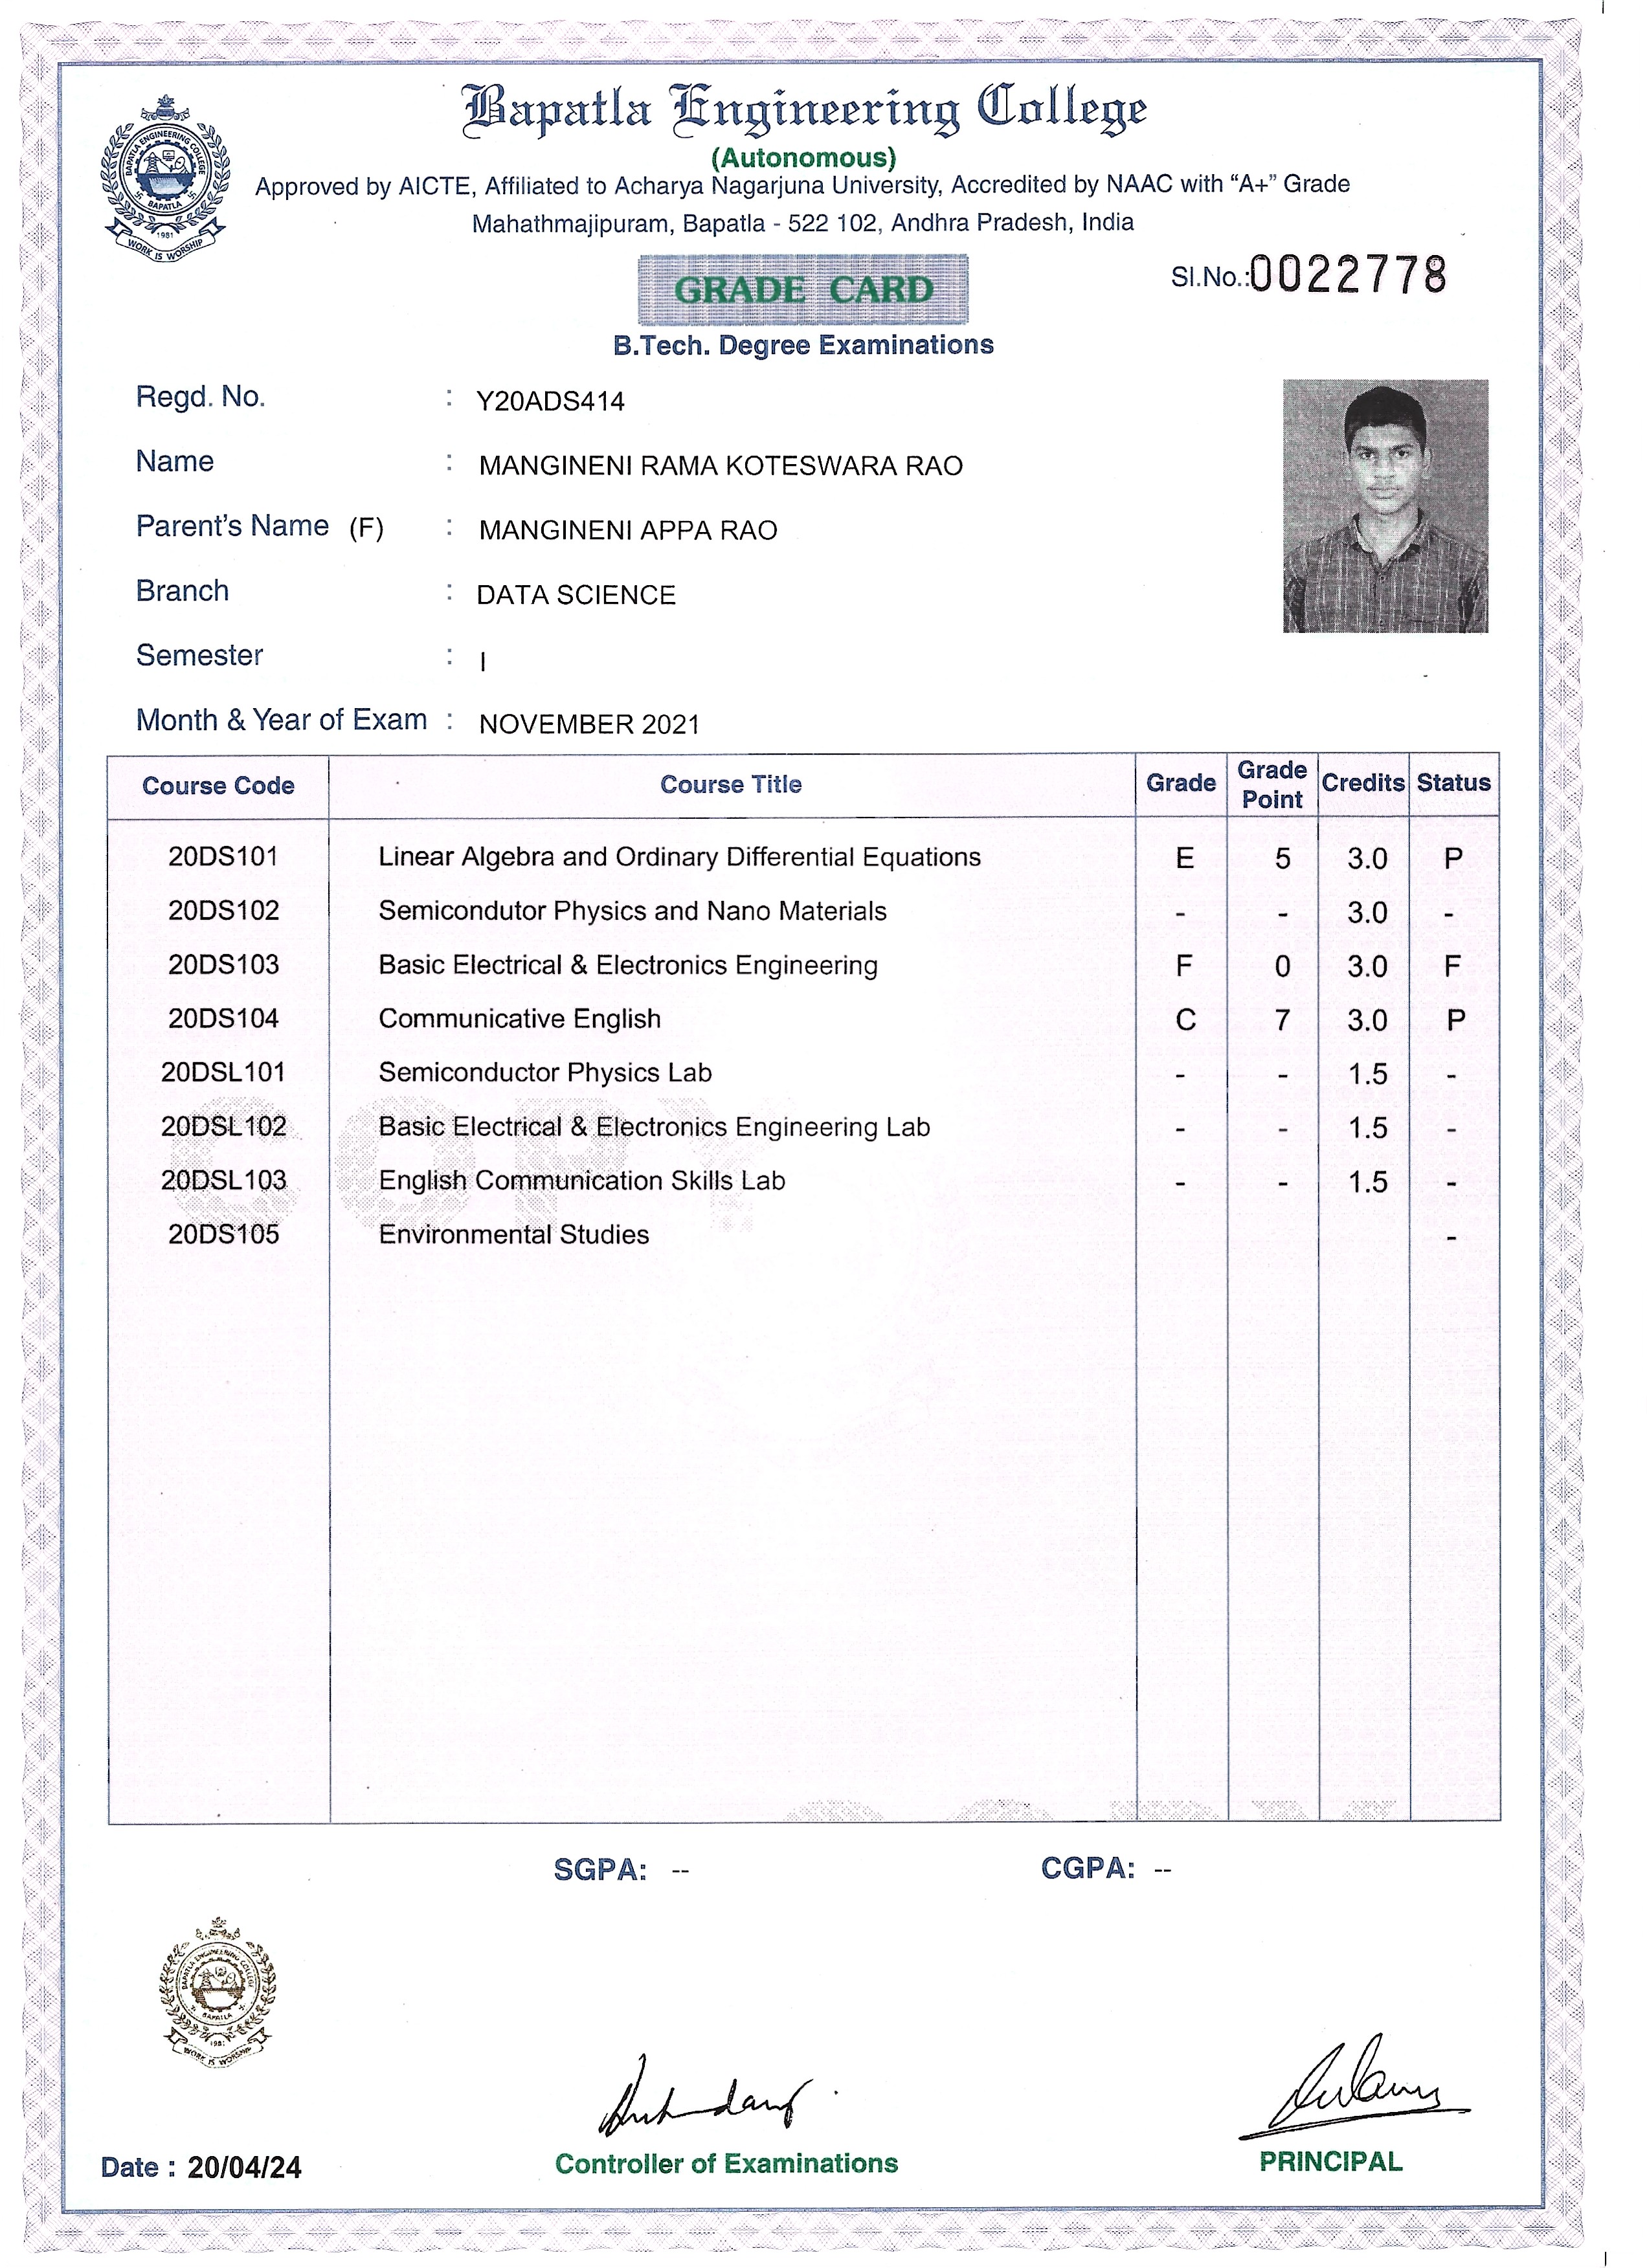 Bapatla Engineering College
(Autonomous)
Approved by AICTE, Affiliated to Acharya Nagarjuna University, Accredited by NAAC with “A+” Grade
Mahathmajipuram, Bapatla - 522 102, Andhra Pradesh, India
BAPATLA ENGINEERING COLLEGE
BAPATLA
1981
WORK IS WORSHIP
GRADE CARD
Sl.No.:0022778
B.Tech. Degree Examinations
Regd. No. : Y20ADS414
Name : MANGINENI RAMA KOTESWARA RAO
Parent’s Name (F) : MANGINENI APPA RAO
Branch : DATA SCIENCE
Semester : I
Month & Year of Exam : NOVEMBER 2021
Course Code Course Title Grade Grade Point Credits Status
20DS101 Linear Algebra and Ordinary Differential Equations E 5 3.0 P
20DS102 Semicondutor Physics and Nano Materials - - 3.0 -
20DS103 Basic Electrical & Electronics Engineering F 0 3.0 F
20DS104 Communicative English C 7 3.0 P
20DSL101 Semiconductor Physics Lab - - 1.5 -
20DSL102 Basic Electrical & Electronics Engineering Lab - - 1.5 -
20DSL103 English Communication Skills Lab - - 1.5 -
20DS105 Environmental Studies -
COPY
SGPA: -- CGPA: --
BAPATLA ENGINEERING COLLEGE
BAPATLA
1981
WORK IS WORSHIP
Date : 20/04/24 Controller of Examinations PRINCIPAL